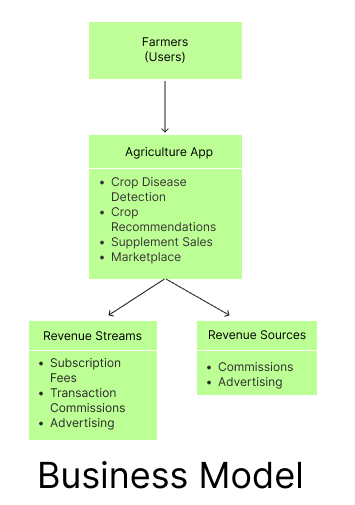 Farmers
(Users)
Agriculture App
• Crop Disease
Detection
• Crop
Recommendations
• Supplement Sales
• Marketplace
Revenue Streams
• Subscription
Fees
• Transaction
Commissions
• Advertising
Revenue Sources
• Commissions
• Advertising
Business Model